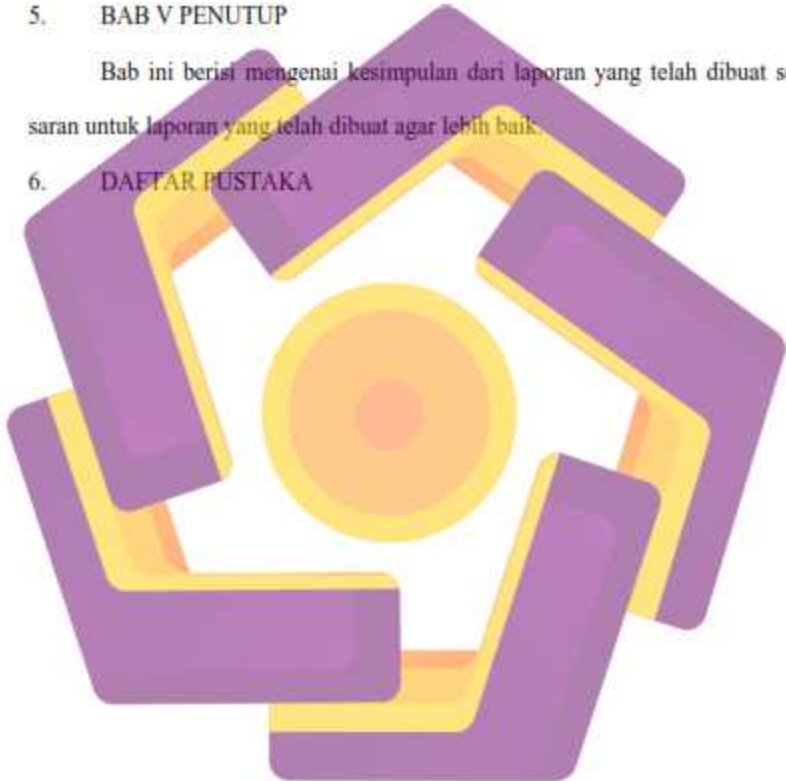 5. BAB V PENUTUP
Bab ini berisi mengenai kesimpulan dari laporan yang telah dibuat
saran untuk laporan yang telah dibuat agar lebih baik.
6. DAFTAR PUSTAKA